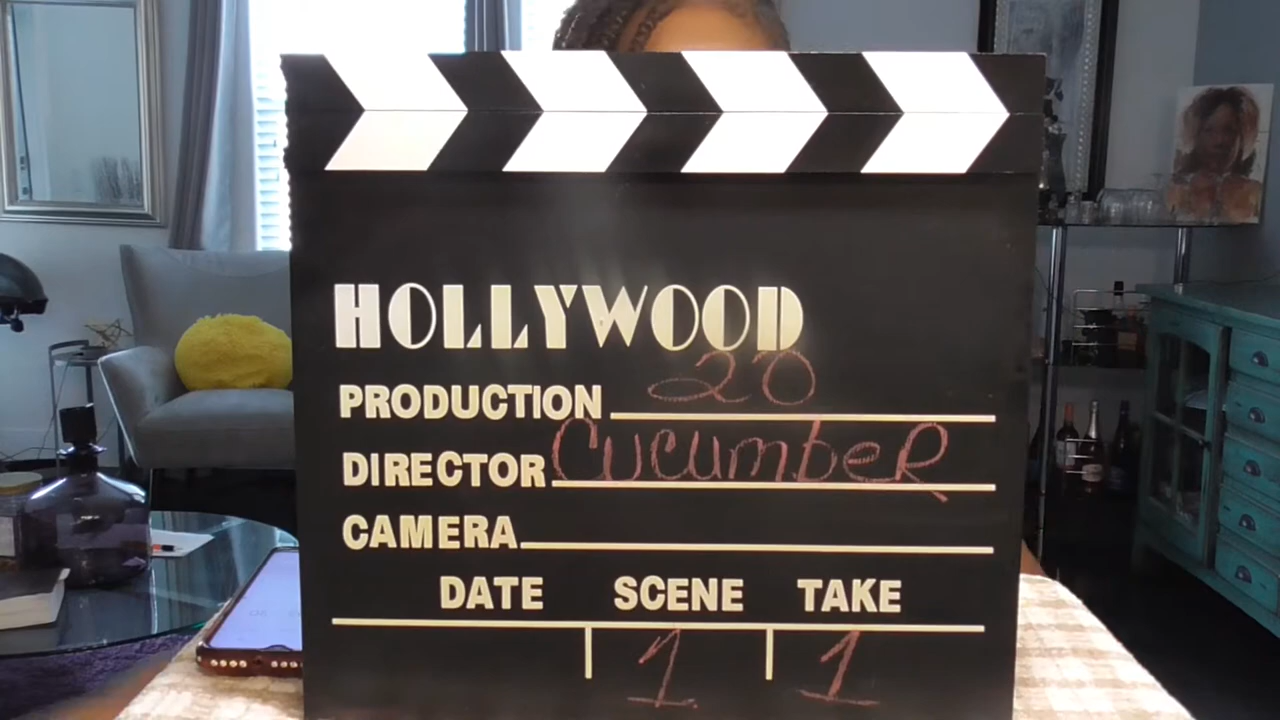 HOLLYWOOD
PRODUCTION 20
DIRECTOR CucumbeR
CAMERA
DATE SCENE TAKE
1 1